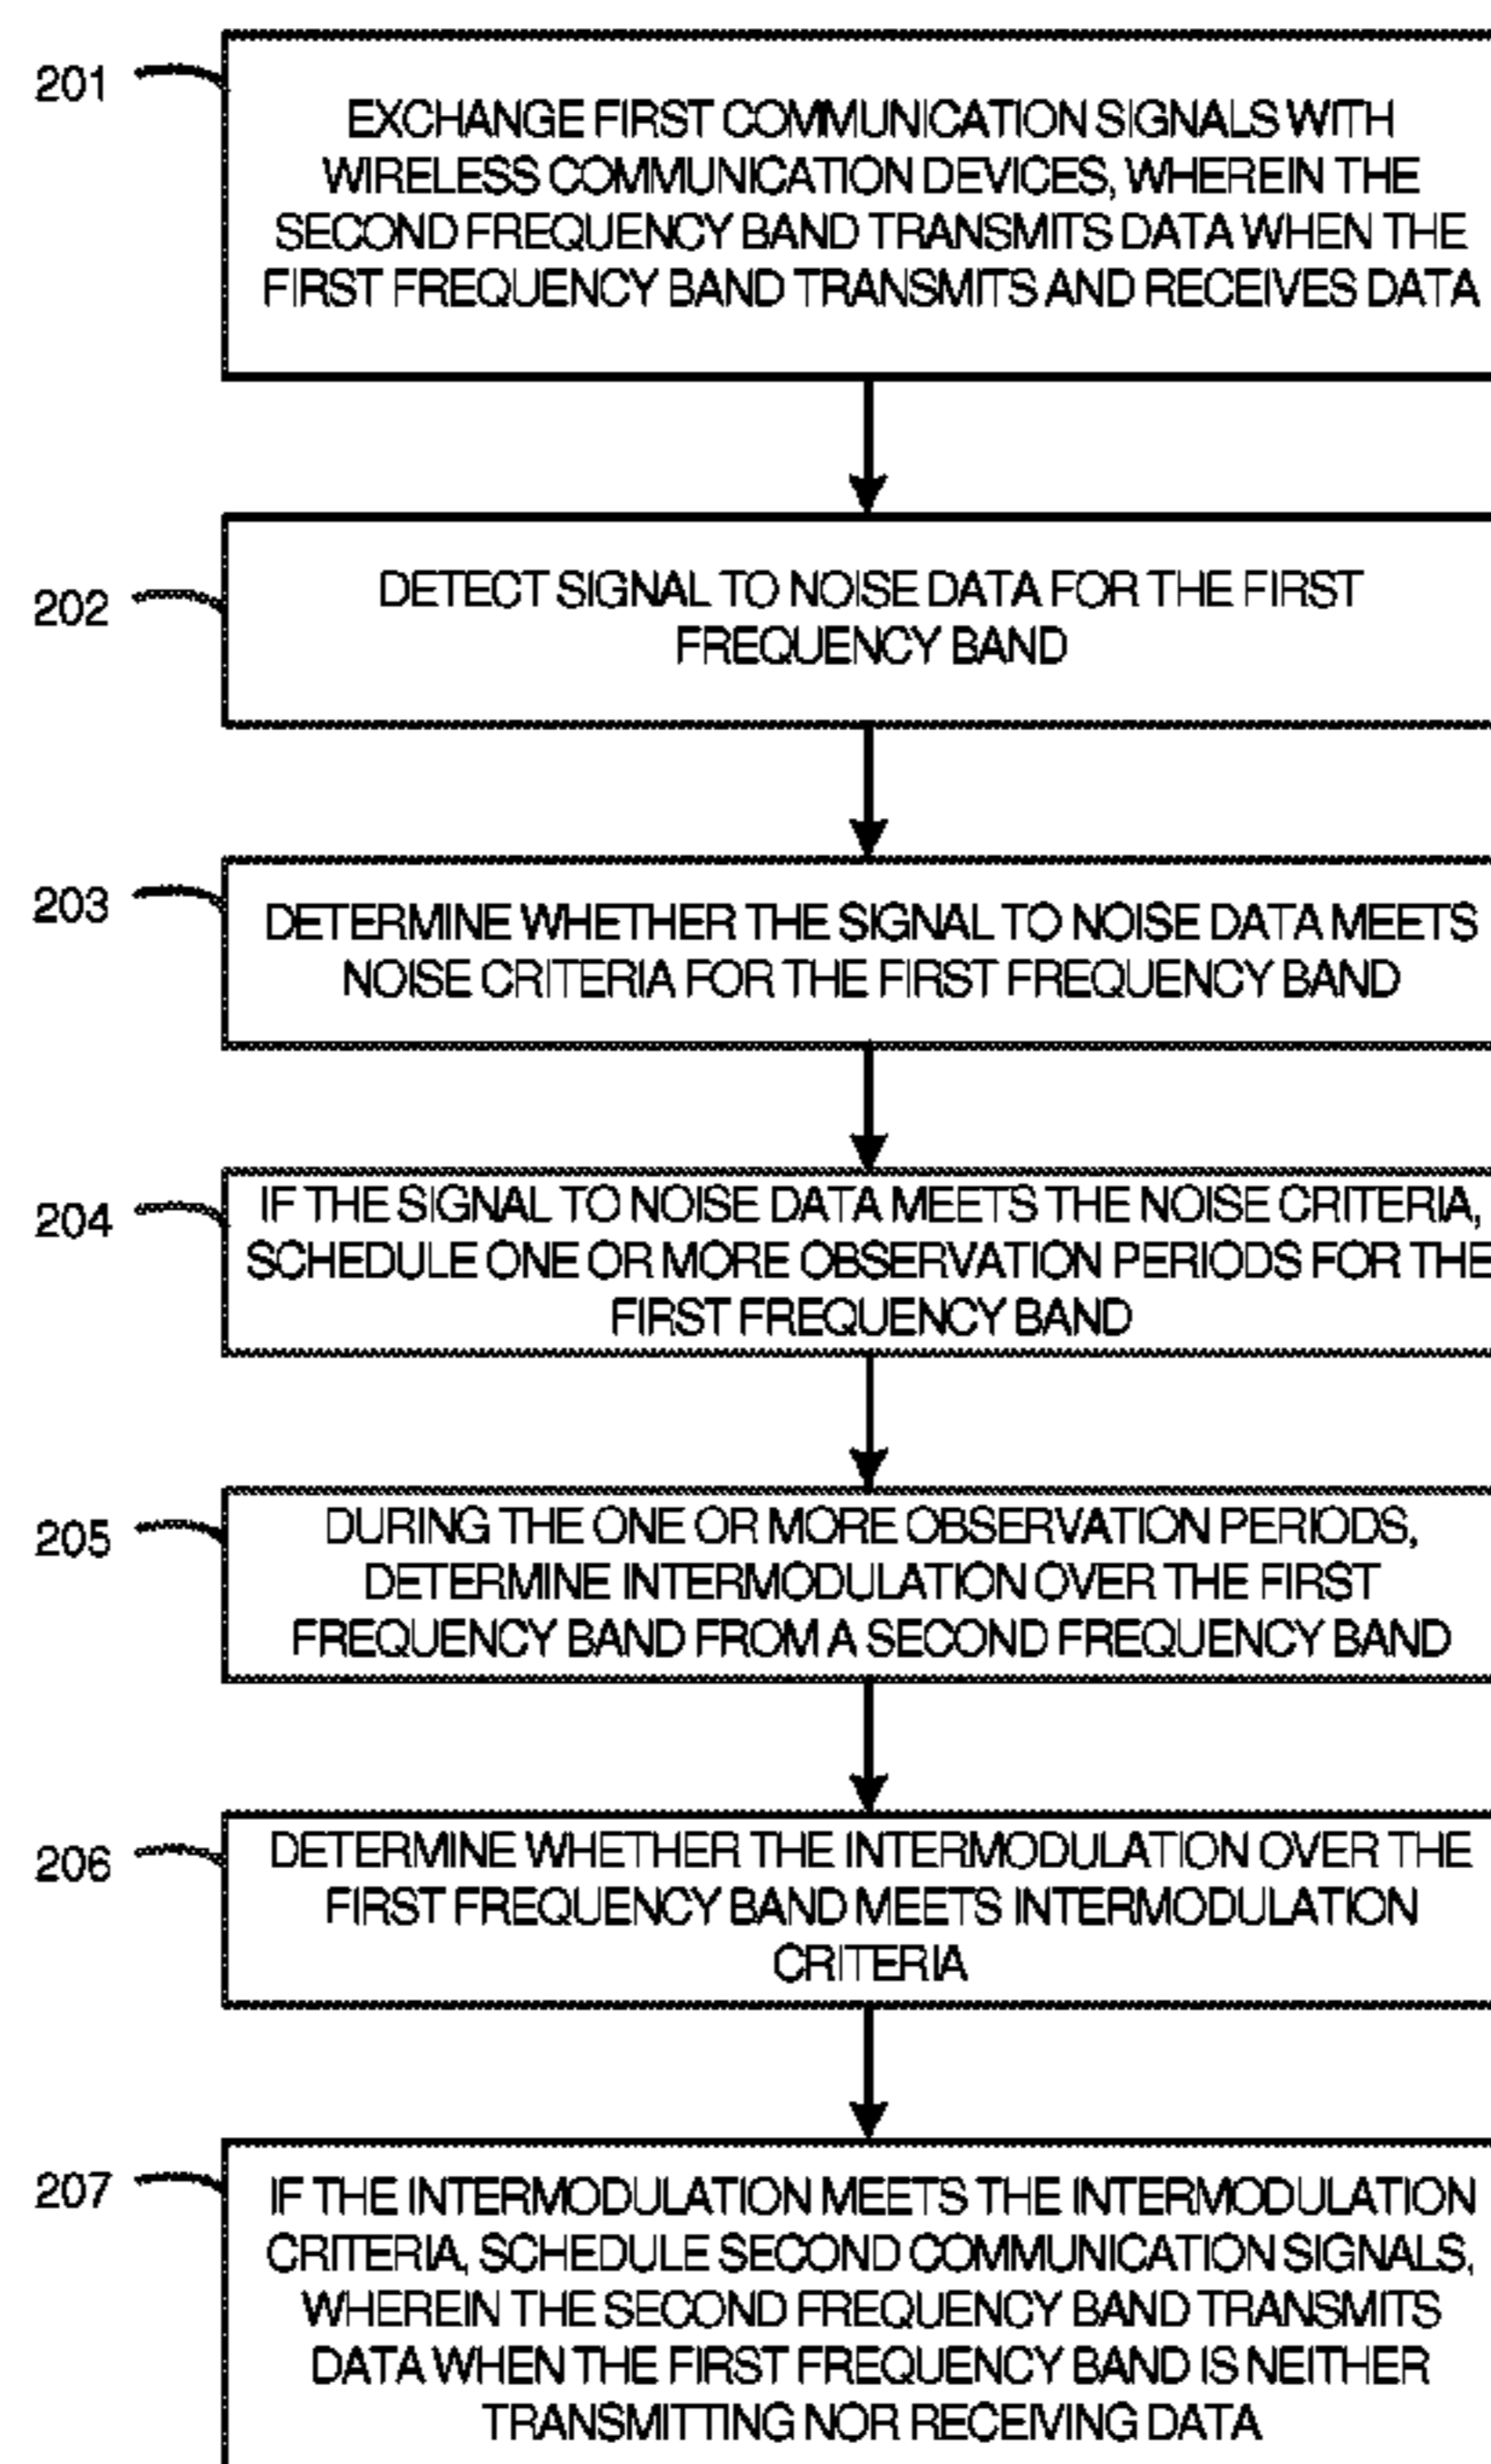 201
EXCHANGE FIRST COMMUNICATION SIGNALS WITH
WIRELESS COMMUNICATION DEVICES, WHEREIN THE
SECOND FREQUENCY BAND TRANSMITS DATA WHEN THE
FIRST FREQUENCY BAND TRANSMITS AND RECEIVES DATA
202
DETECT SIGNAL TO NOISE DATA FOR THE FIRST
FREQUENCY BAND
203
DETERMINE WHETHER THE SIGNAL TO NOISE DATA MEETS
NOISE CRITERIA FOR THE FIRST FREQUENCY BAND
204
IF THE SIGNAL TO NOISE DATA MEETS THE NOISE CRITERIA,
SCHEDULE ONE OR MORE OBSERVATION PERIODS FOR THE
FIRST FREQUENCY BAND
205
DURING THE ONE OR MORE OBSERVATION PERIODS,
DETERMINE INTERMODULATION OVER THE FIRST
FREQUENCY BAND FROM A SECOND FREQUENCY BAND
206
DETERMINE WHETHER THE INTERMODULATION OVER THE
FIRST FREQUENCY BAND MEETS INTERMODULATION
CRITERIA
207
IF THE INTERMODULATION MEETS THE INTERMODULATION
CRITERIA, SCHEDULE SECOND COMMUNICATION SIGNALS,
WHEREIN THE SECOND FREQUENCY BAND TRANSMITS
DATA WHEN THE FIRST FREQUENCY BAND IS NEITHER
TRANSMITTING NOR RECEIVING DATA